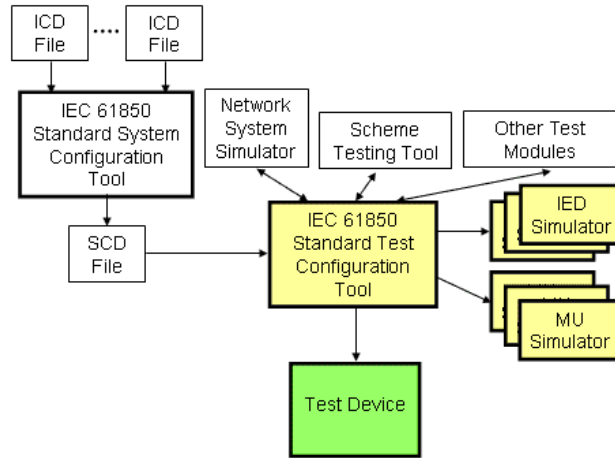 ICD
File
....
ICD
File
IEC 61850
Standard System
Configuration
Tool
Network
System
Simulator
Scheme
Testing Tool
Other Test
Modules
SCD
File
IEC 61850
Standard Test
Configuration
Tool
IED
Simulator
MU
Simulator
Test Device